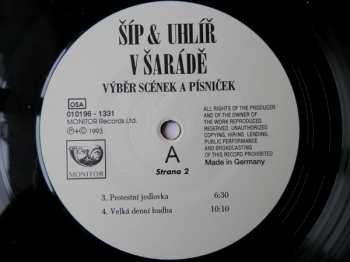 ŠÍP & UHLÍŘ
V ŠARÁDĚ
VÝBĚR SCÉNEK A PÍSNIČEK
OSA
010196 - 1331
MONITOR Records Ltd.
Ⓟ+© 1993
MONITOR
ALL RIGHTS OF THE PRODUCER
AND OF THE OWNER OF
THE WORK REPRODUCED
RESERVED. UNAUTHORIZED
COPYING, HIRING, LENDING,
PUBLIC PERFORMANCE
AND BROADCASTING
OF THIS RECORD PROHIBITED
Made in Germany
A
Strana 2
3. Protestní jedlovka 6:30
4. Velká denní hudba 10:10